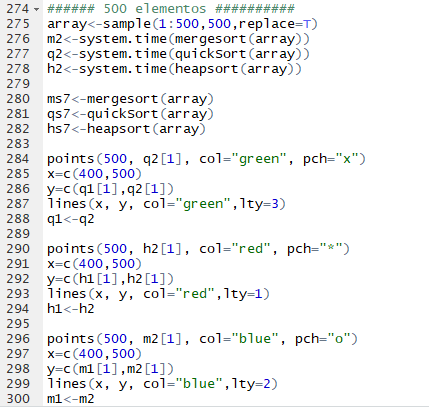 274 ###### 500 elementos ##########
275 array<-sample(1:500,500,replace=T)
276 m2<-system.time(mergesort(array))
277 q2<-system.time(quickSort(array))
278 h2<-system.time(heapsort(array))
279
280 ms7<-mergesort(array)
281 qs7<-quickSort(array)
282 hs7<-heapsort(array)
283
284 points(500, q2[1], col="green", pch="x")
285 x=c(400,500)
286 y=c(q1[1],q2[1])
287 lines(x, y, col="green",lty=3)
288 q1<-q2
289
290 points(500, h2[1], col="red", pch="*")
291 x=c(400,500)
292 y=c(h1[1],h2[1])
293 lines(x, y, col="red",lty=1)
294 h1<-h2
295
296 points(500, m2[1], col="blue", pch="o")
297 x=c(400,500)
298 y=c(m1[1],m2[1])
299 lines(x, y, col="blue",lty=2)
300 m1<-m2